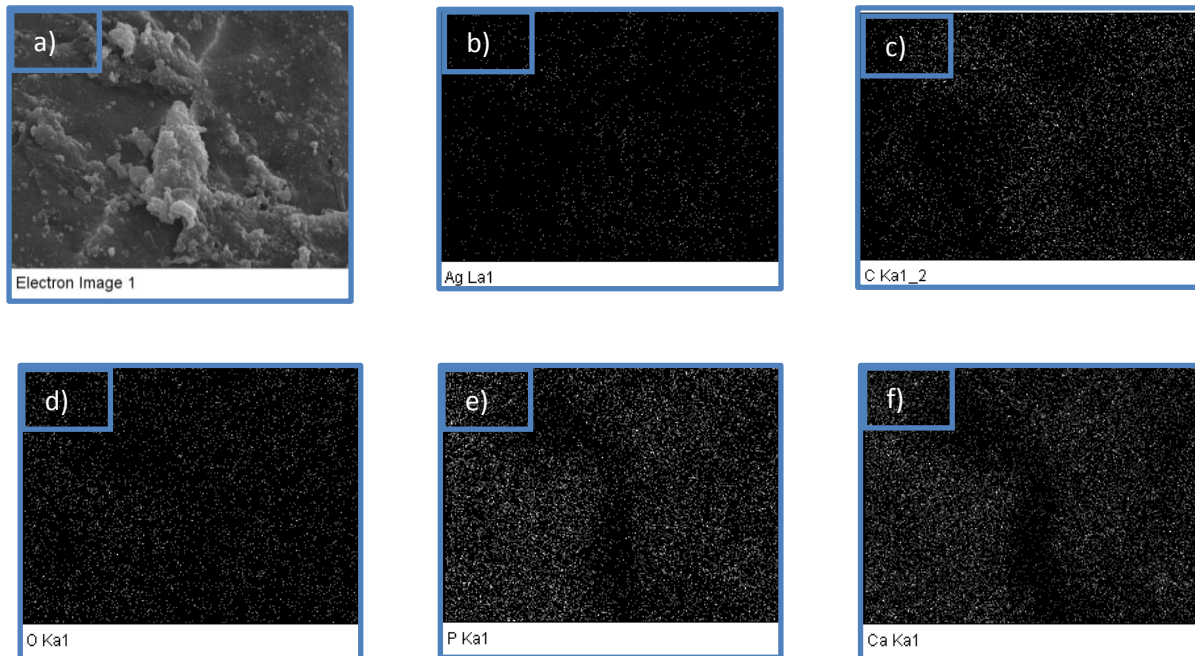 a)
b)
c)
Electron Image 1
Ag La1
C Ka1_2
d)
e)
f)
O Ka1
P Ka1
Ca Ka1